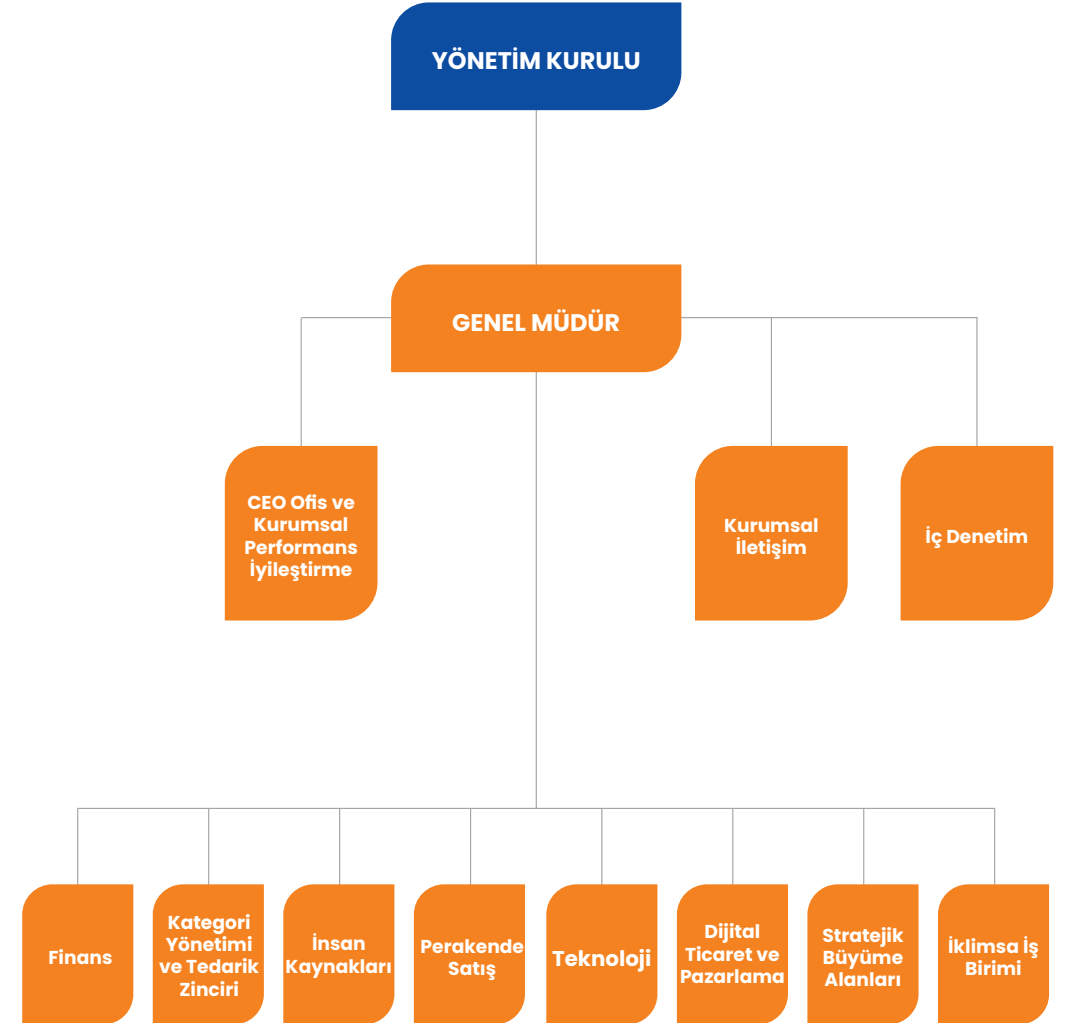 YÖNETİM KURULU
GENEL MÜDÜR
CEO Ofis ve
Kurumsal
Performans
İyileştirme
Kurumsal
İletişim
İç Denetim
Finans
Kategori
Yönetimi
ve Tedarik
Zinciri
İnsan
Kaynakları
Perakende
Satış
Teknoloji
Dijital
Ticaret ve
Pazarlama
Stratejik
Büyüme
Alanları
İklimsa İş
Birimi